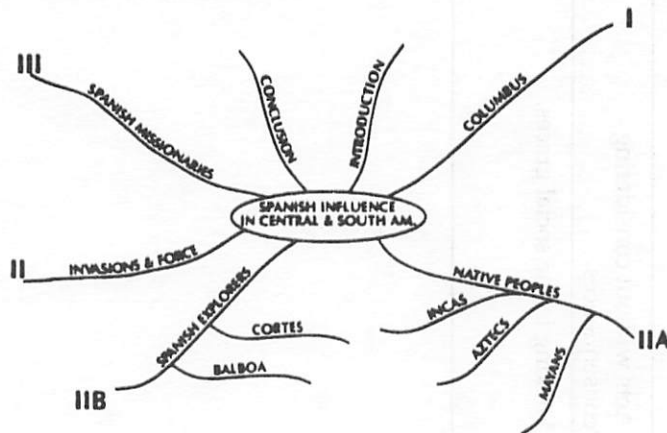 I
III
CONCLUSION
INTRODUCTION
COLUMBUS
SPANISH MISSIONARIES
SPANISH INFLUENCE
IN CENTRAL & SOUTH AM.
II
INVASIONS & FORCE
NATIVE PEOPLES
SPANISH EXPLORERS
INCAS
CORTES
AZTECS
IIA
BALBOA
MAYANS
IIB